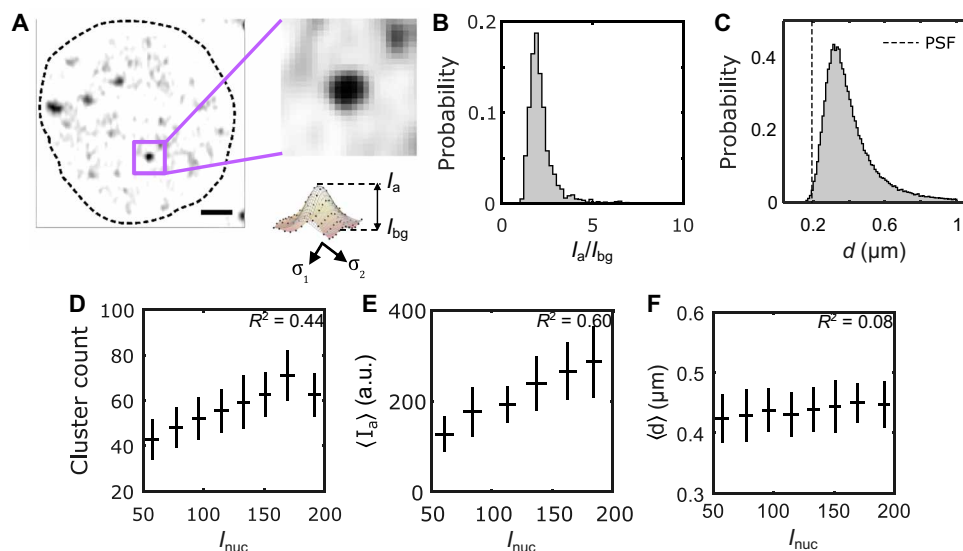 A
I_a
I_bg
σ_1
σ_2
B
Probability
0.2
0.1
0
0
5
10
I_a/I_bg
C
Probability
0.4
0.2
0
0.2
0.6
1
d (μm)
PSF
D
Cluster count
100
80
60
40
20
50
100
150
200
I_nuc
R² = 0.44
E
⟨I_a⟩ (a.u.)
400
200
0
50
100
150
200
I_nuc
R² = 0.60
F
⟨d⟩ (μm)
0.6
0.5
0.4
0.3
50
100
150
200
I_nuc
R² = 0.08